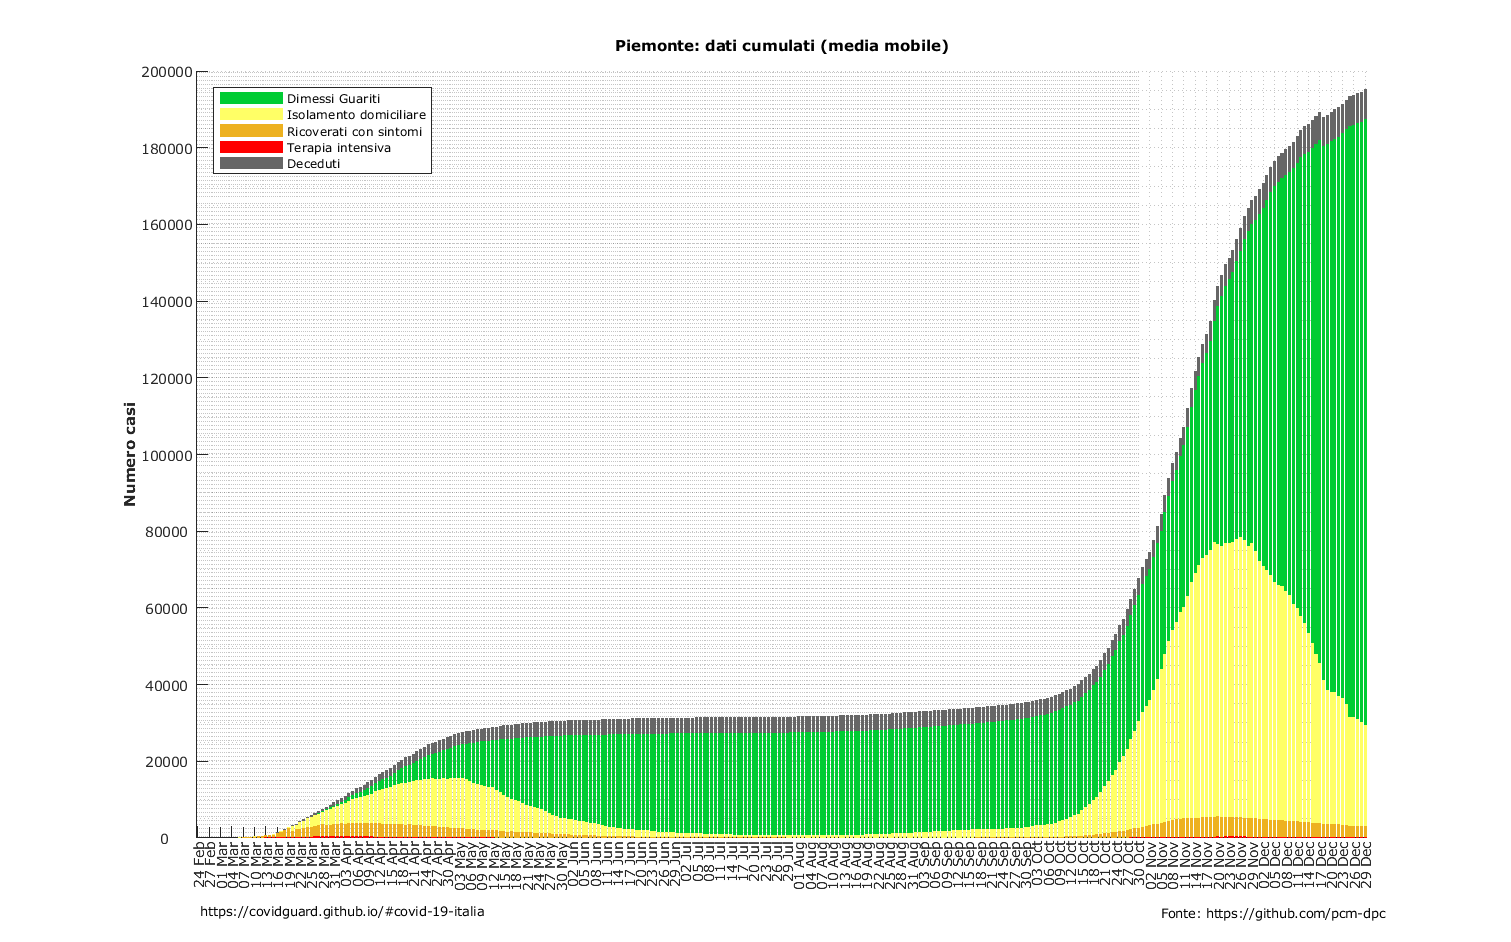 Piemonte: dati cumulati (media mobile)
200000
180000
160000
140000
120000
100000
80000
60000
40000
20000
0
Numero casi
Dimessi Guariti
Isolamento domiciliare
Ricoverati con sintomi
Terapia intensiva
Deceduti
24 Feb
27 Feb
01 Mar
04 Mar
07 Mar
10 Mar
13 Mar
16 Mar
19 Mar
22 Mar
25 Mar
28 Mar
31 Mar
03 Apr
06 Apr
09 Apr
12 Apr
15 Apr
18 Apr
21 Apr
24 Apr
27 Apr
30 Apr
03 May
06 May
09 May
12 May
15 May
18 May
21 May
24 May
27 May
30 May
02 Jun
05 Jun
08 Jun
11 Jun
14 Jun
17 Jun
20 Jun
23 Jun
26 Jun
29 Jun
02 Jul
05 Jul
08 Jul
11 Jul
14 Jul
17 Jul
20 Jul
23 Jul
26 Jul
29 Jul
01 Aug
04 Aug
07 Aug
10 Aug
13 Aug
16 Aug
19 Aug
22 Aug
25 Aug
28 Aug
31 Aug
03 Sep
06 Sep
09 Sep
12 Sep
15 Sep
18 Sep
21 Sep
24 Sep
27 Sep
30 Sep
03 Oct
06 Oct
09 Oct
12 Oct
15 Oct
18 Oct
21 Oct
24 Oct
27 Oct
30 Oct
02 Nov
05 Nov
08 Nov
11 Nov
14 Nov
17 Nov
20 Nov
23 Nov
26 Nov
29 Nov
02 Dec
05 Dec
08 Dec
11 Dec
14 Dec
17 Dec
20 Dec
23 Dec
26 Dec
29 Dec
https://covidguard.github.io/#covid-19-italia
Fonte: https://github.com/pcm-dpc